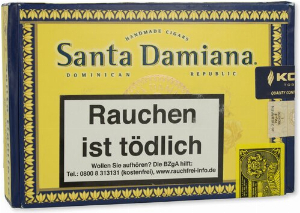 HANDMADE CIGARS
Santa Damiana®
DOMINICAN REPUBLIC
Rauchen
ist tödlich
Wollen Sie aufhören? Die BZgA hilft:
Tel.: 0800 8 313131 (kostenfrei), www.rauchfrei-info.de